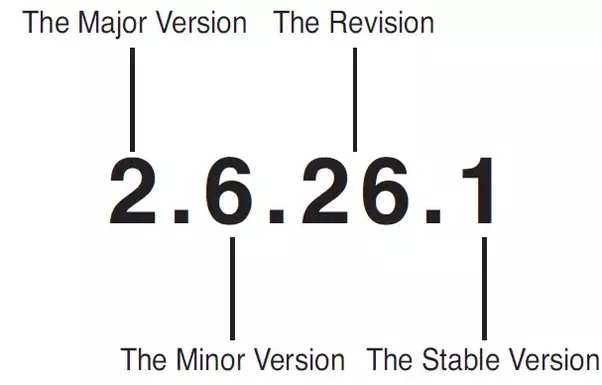 The Major Version The Revision
2.6.26.1
The Minor Version The Stable Version